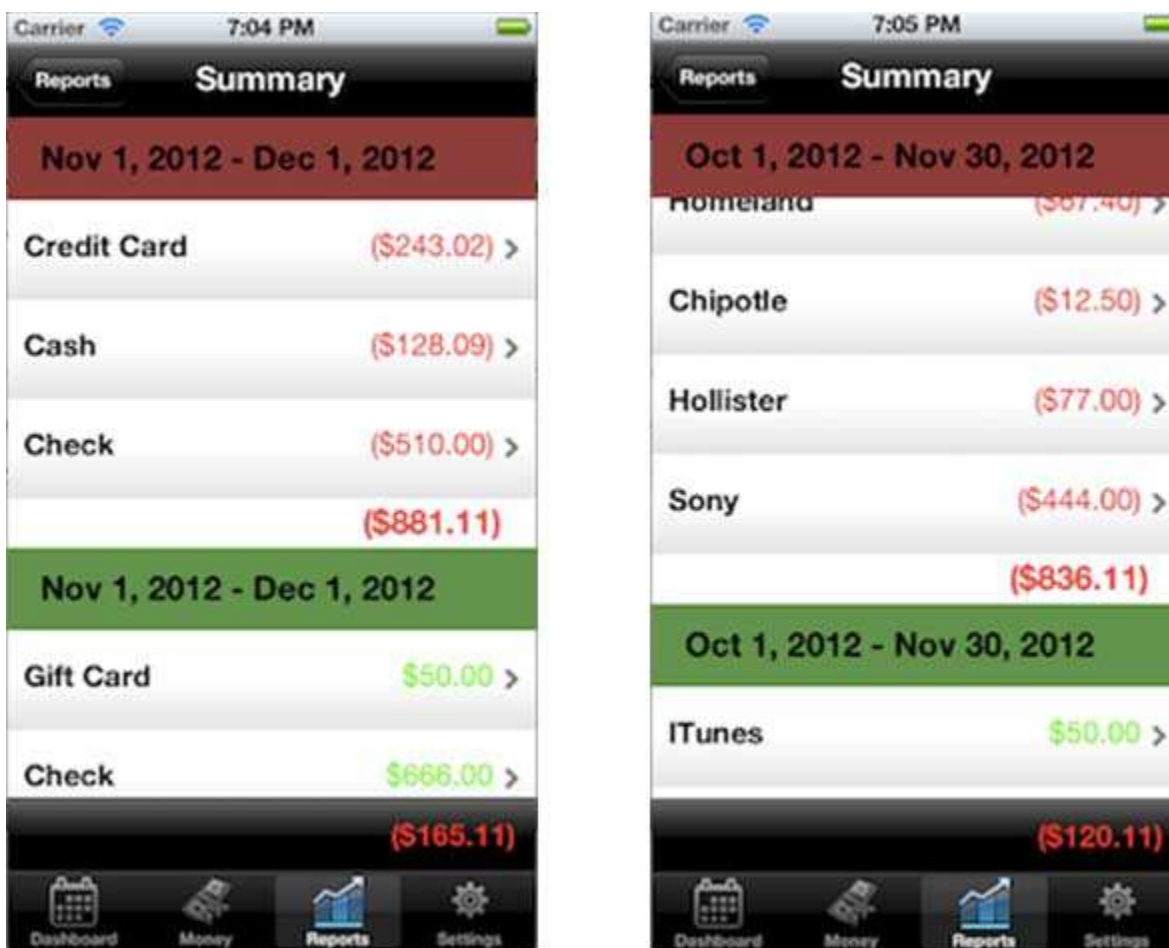 Carrier 7:04 PM
Reports Summary
Nov 1, 2012 - Dec 1, 2012
Credit Card ($243.02) >
Cash ($128.09) >
Check ($510.00) >
($881.11)
Nov 1, 2012 - Dec 1, 2012
Gift Card $50.00 >
Check $666.00 >
($165.11)
Dashboard Money Reports Settings
Carrier 7:05 PM
Reports Summary
Oct 1, 2012 - Nov 30, 2012
Homeland ($67.40) >
Chipotle ($12.50) >
Hollister ($77.00) >
Sony ($444.00) >
($836.11)
Oct 1, 2012 - Nov 30, 2012
ITunes $50.00 >
($120.11)
Dashboard Money Reports Settings